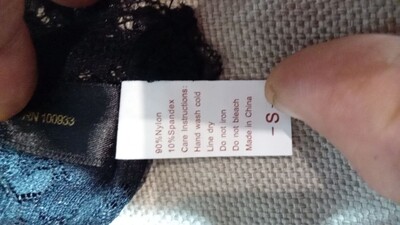 RN 100933
90%Nylon
10%Spandex
Care Instructions:
Hand wash cold
Line dry
Do not iron
Do not bleach
Made in China
-S-